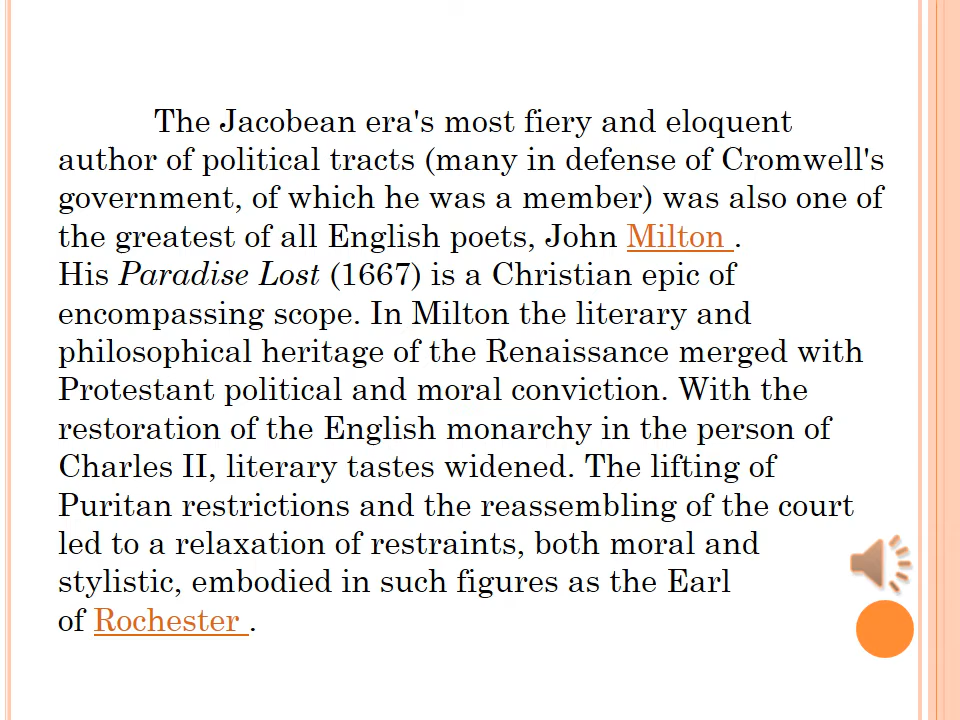 The Jacobean era's most fiery and eloquent
author of political tracts (many in defense of Cromwell's
government, of which he was a member) was also one of
the greatest of all English poets, John Milton .
His Paradise Lost (1667) is a Christian epic of
encompassing scope. In Milton the literary and
philosophical heritage of the Renaissance merged with
Protestant political and moral conviction. With the
restoration of the English monarchy in the person of
Charles II, literary tastes widened. The lifting of
Puritan restrictions and the reassembling of the court
led to a relaxation of restraints, both moral and
stylistic, embodied in such figures as the Earl
of Rochester .